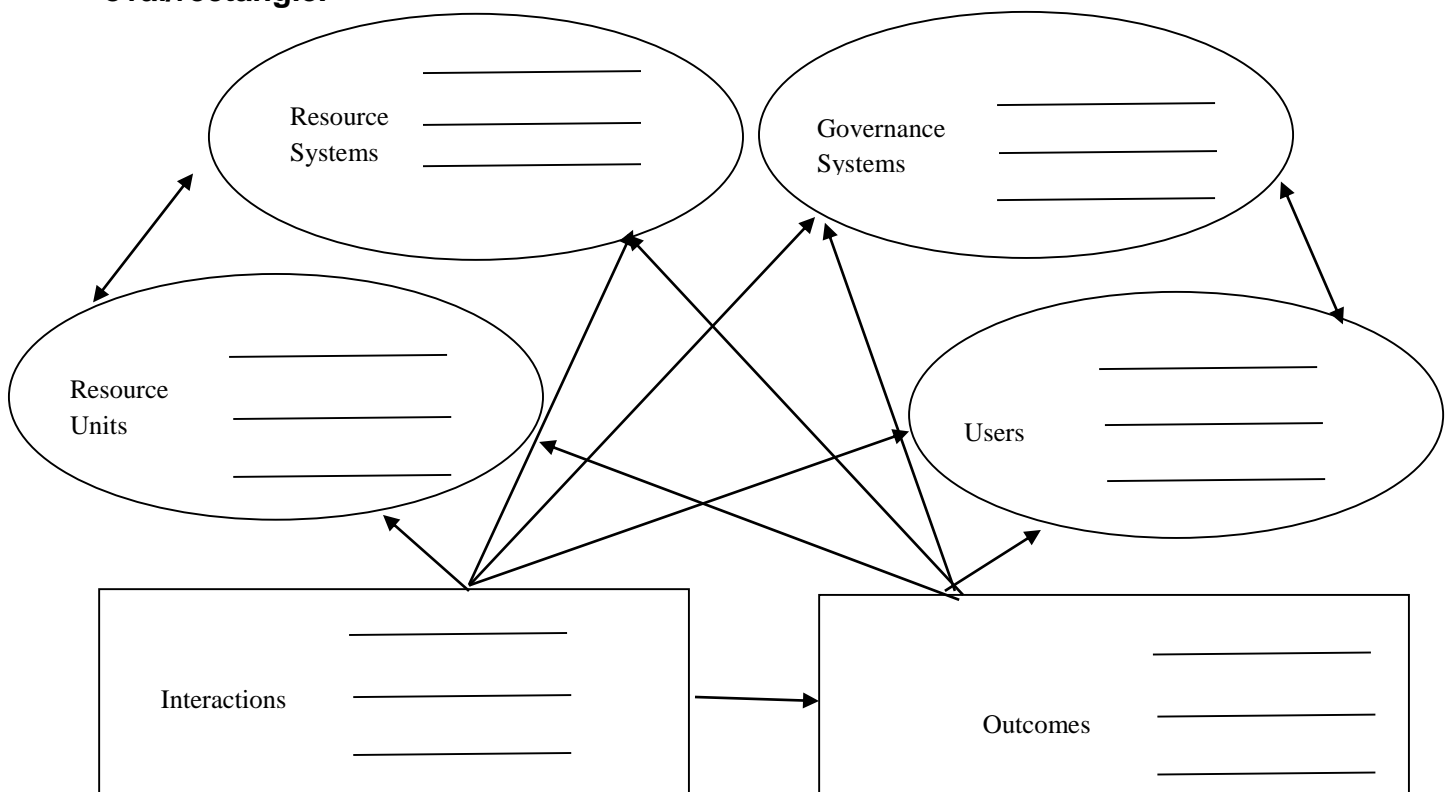 Resource
Systems
Governance
Systems
Resource
Units
Users
Interactions
Outcomes